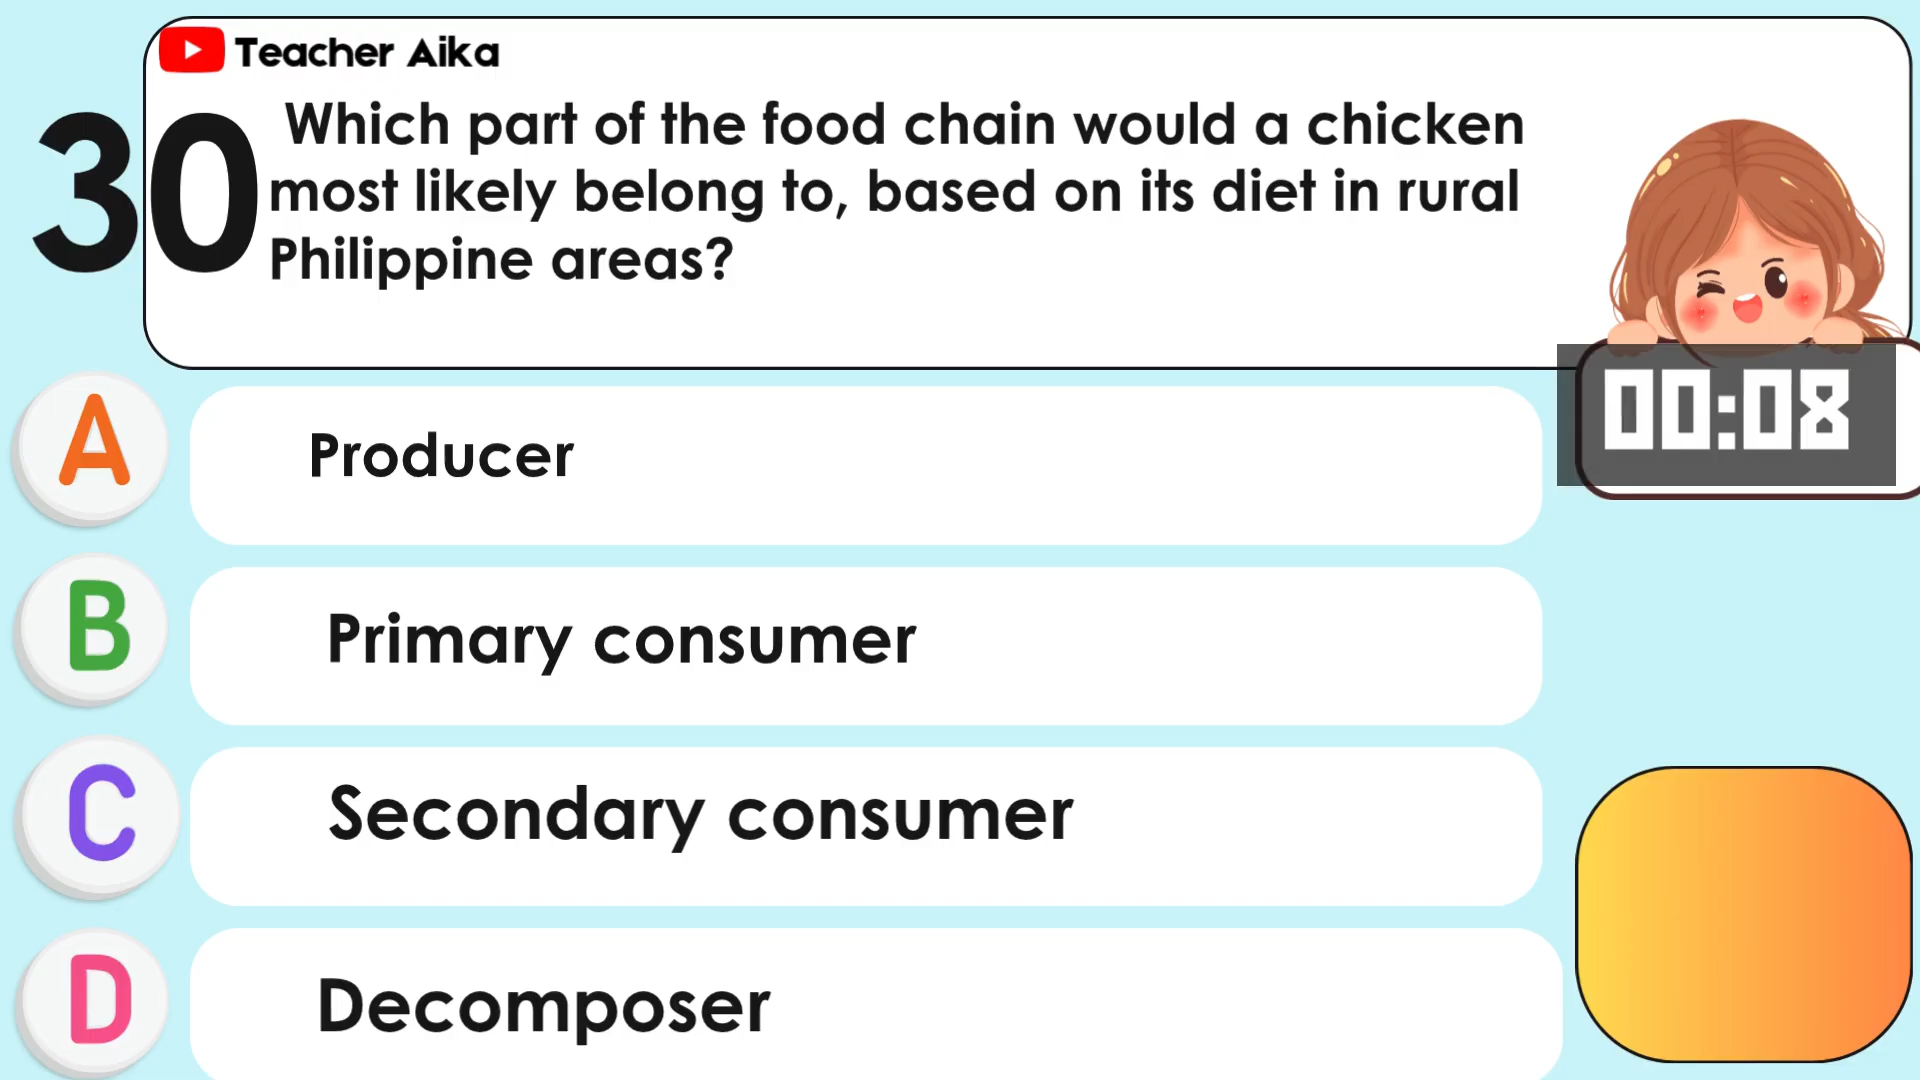 Teacher Aika
30
Which part of the food chain would a chicken
most likely belong to, based on its diet in rural
Philippine areas?
00:08
A
Producer
B
Primary consumer
C
Secondary consumer
D
Decomposer